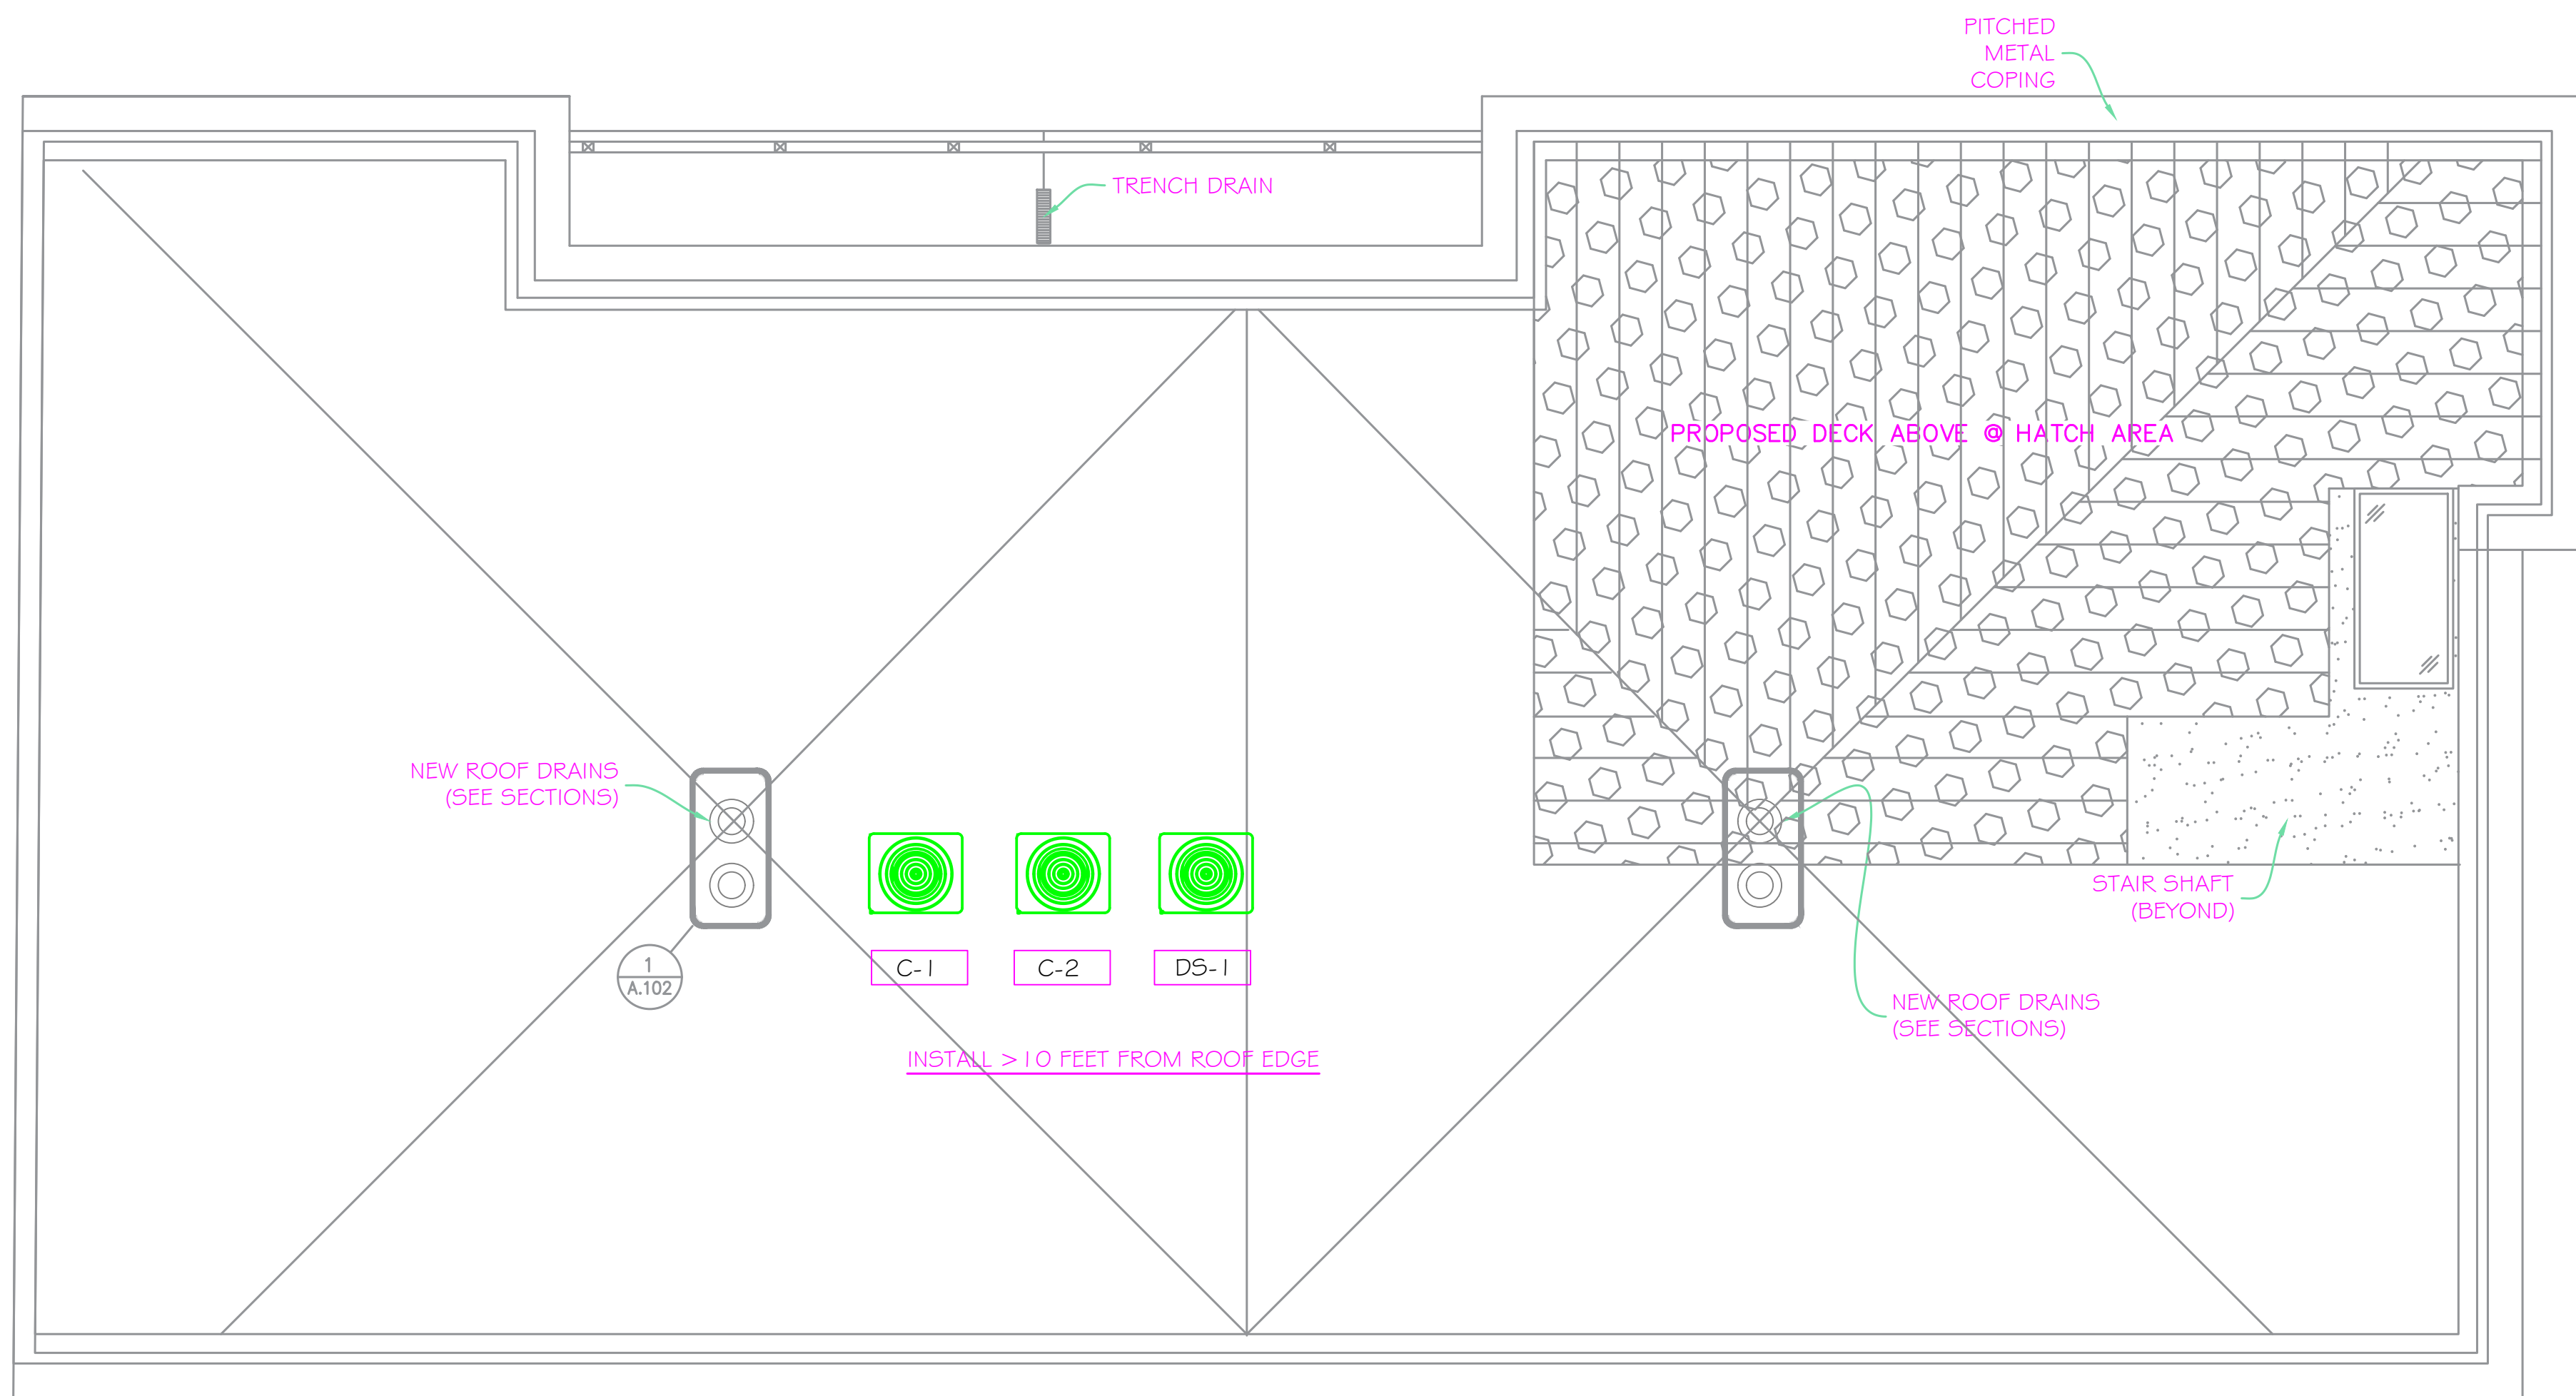 PITCHED
METAL
COPING
TRENCH DRAIN
PROPOSED DECK ABOVE @ HATCH AREA
NEW ROOF DRAINS
(SEE SECTIONS)
STAIR SHAFT
(BEYOND)
1
A.102
C-1
C-2
DS-1
NEW ROOF DRAINS
(SEE SECTIONS)
INSTALL >10 FEET FROM ROOF EDGE